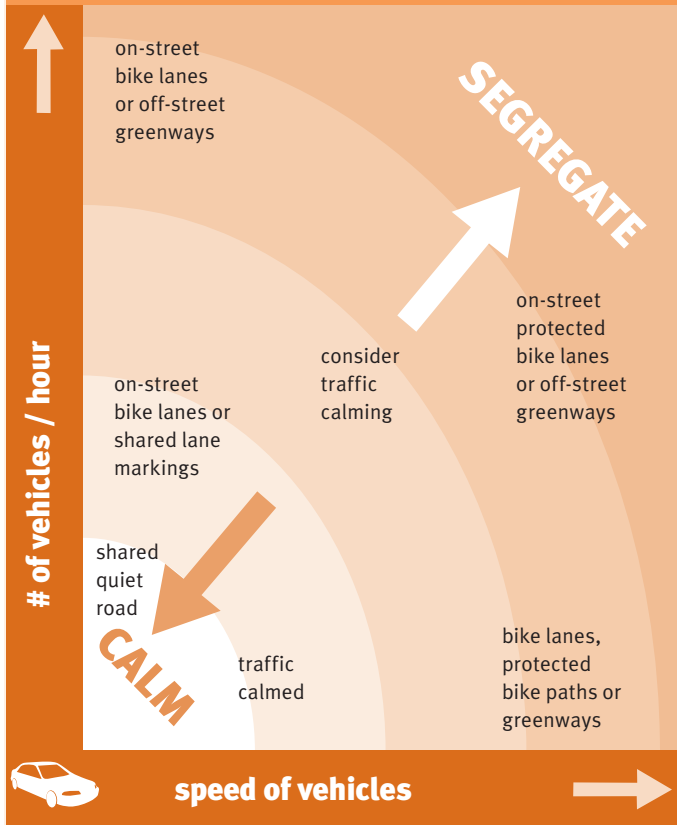 on-street
bike lanes
or off-street
greenways
SEGREGATE
on-street
protected
bike lanes
or off-street
greenways
consider
traffic
calming
on-street
bike lanes or
shared lane
markings
shared
quiet
road
CALM
traffic
calmed
bike lanes,
protected
bike paths or
greenways
# of vehicles / hour
speed of vehicles